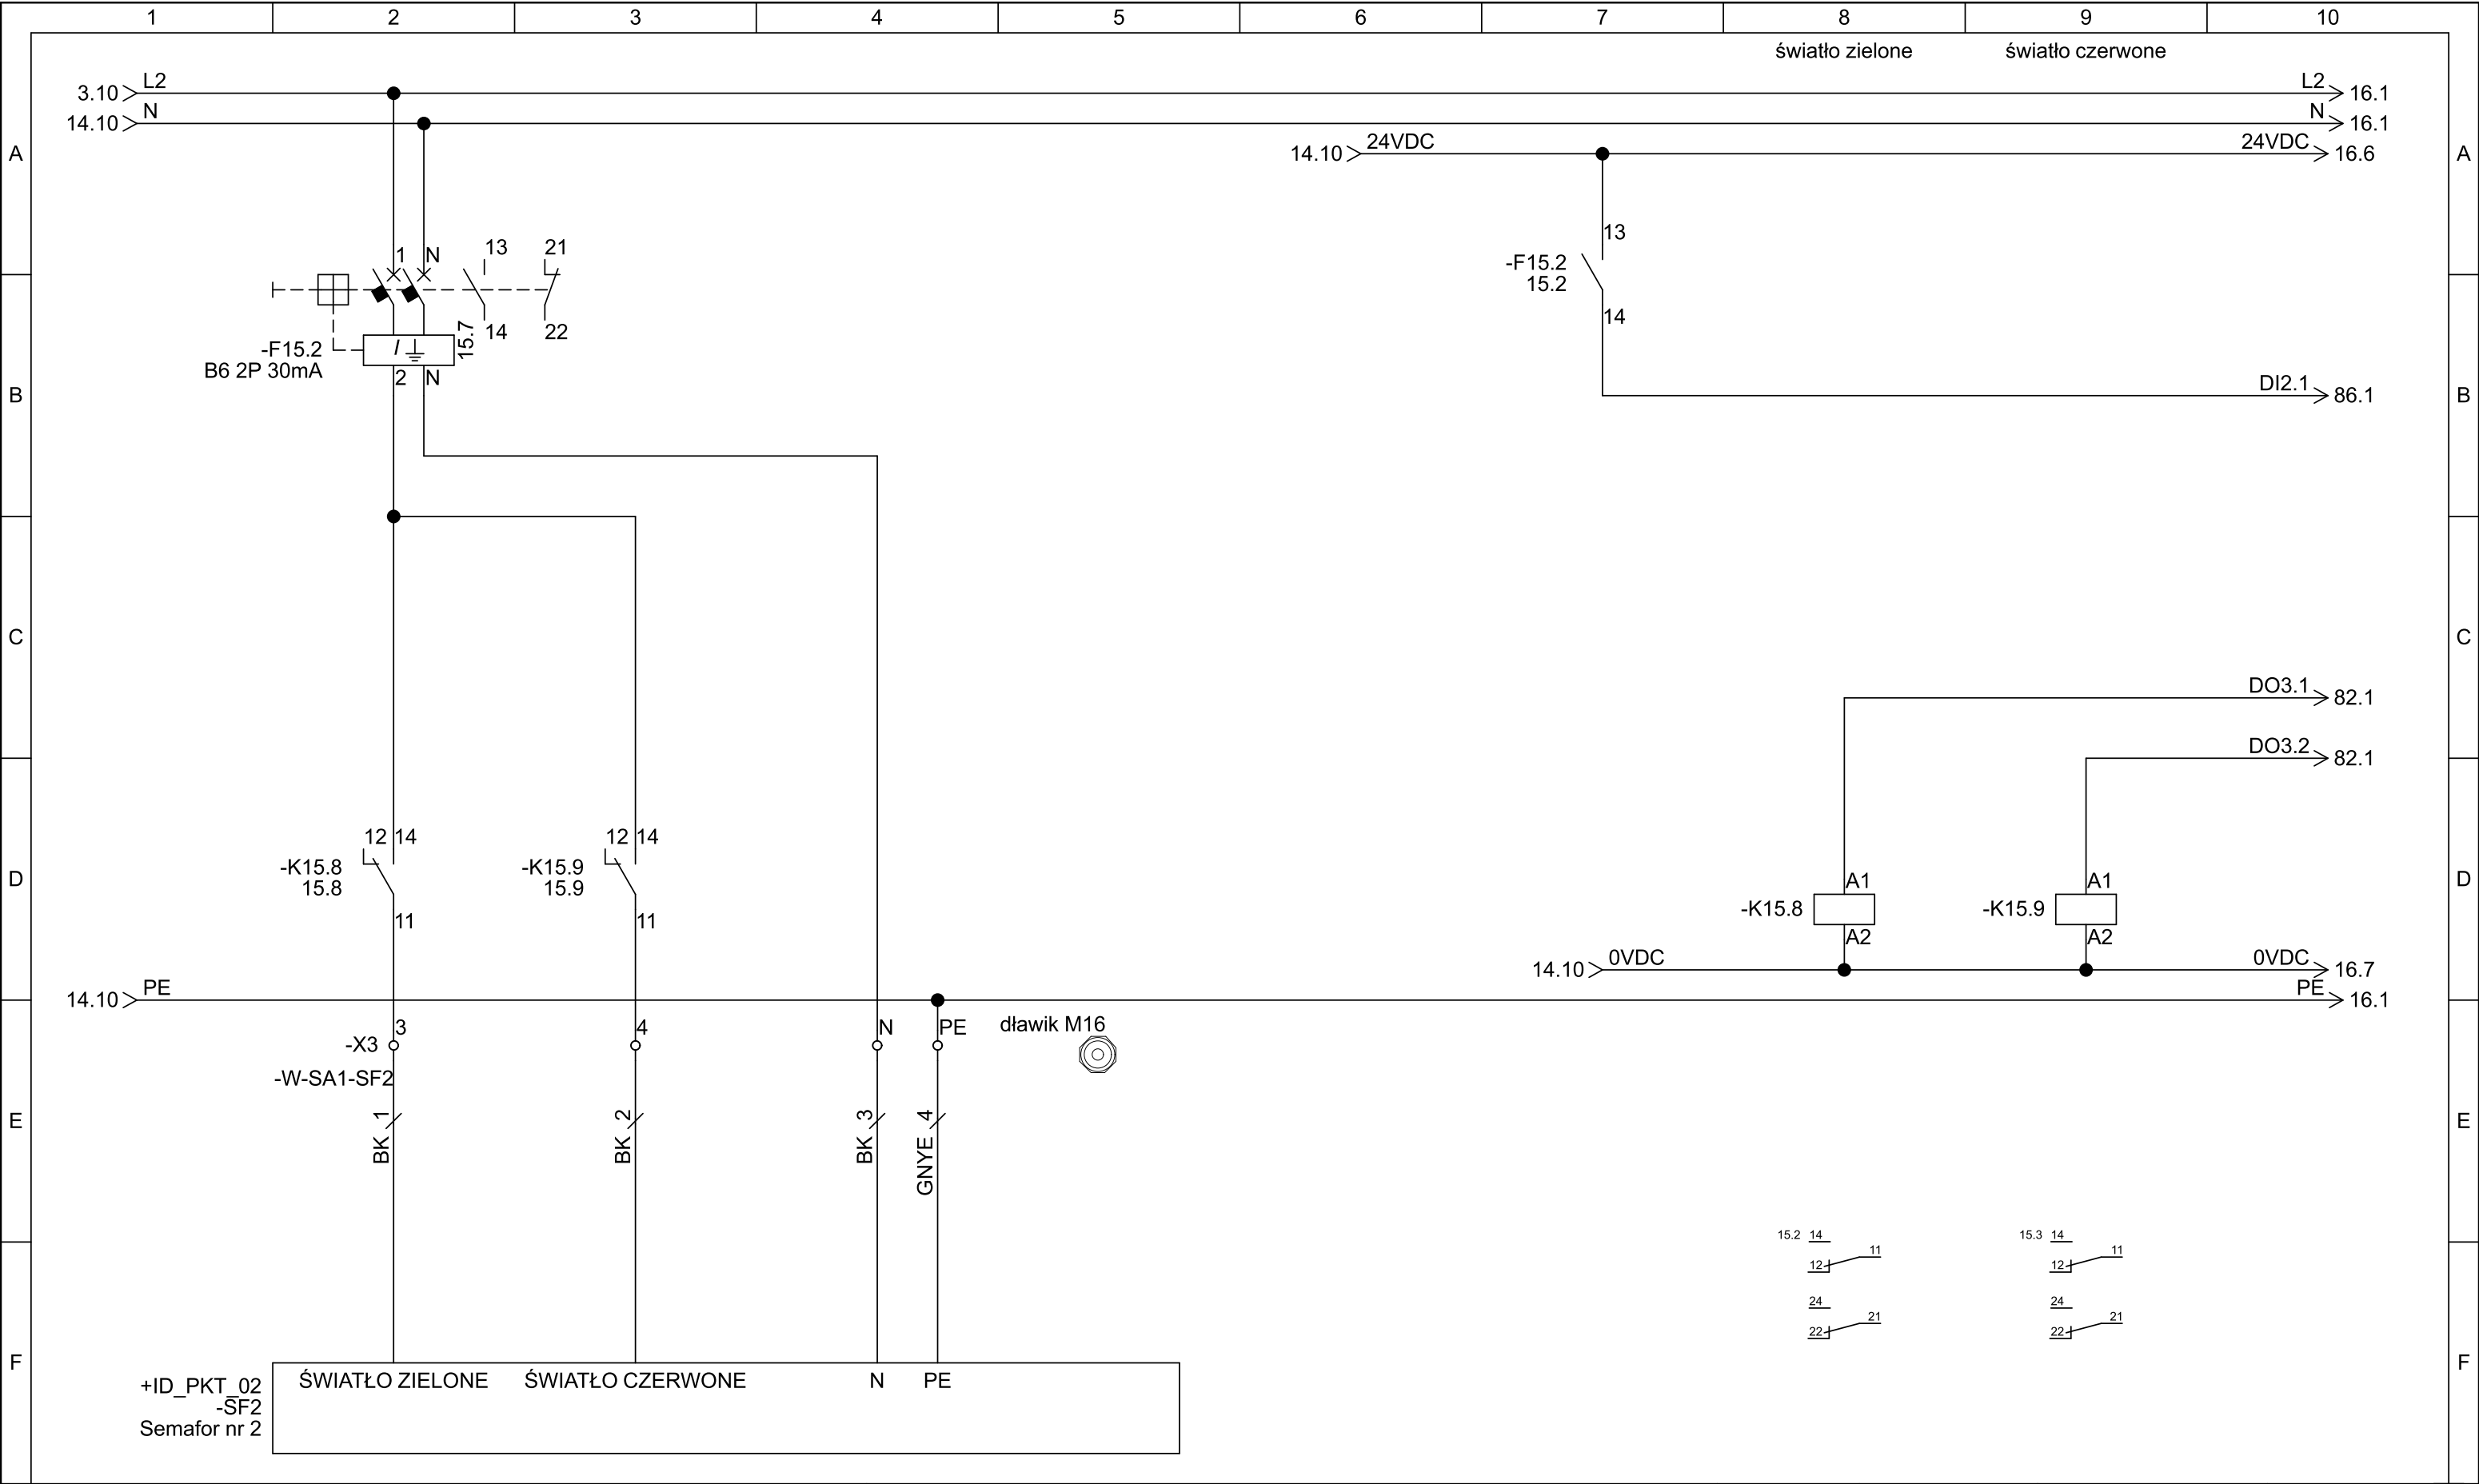 1 2 3 4 5 6 7 8 9 10
światło zielone światło czerwone
3.10 L2 L2 16.1
14.10 N N 16.1
A 14.10 24VDC 24VDC 16.6 A
13
1 N 13 21
-F15.2
15.2
14
14 22
15.7
-F15.2
B6 2P 30mA
I
2 N
DI2.1 86.1
B B
C C
DO3.1 82.1
DO3.2 82.1
12 14 12 14
-K15.8
15.8
11
-K15.9
15.9
11
D D
A1 A1
-K15.8 -K15.9
A2 A2
14.10 0VDC 0VDC 16.7
14.10 PE PE 16.1
3 4 N PE dławik M16
-X3
-W-SA1-SF2
E E
BK 1
BK 2
BK 3
GNYE 4
15.2 14
11
12
24
21
22
15.3 14
11
12
24
21
22
F F
+ID_PKT_02
-SF2
Semafor nr 2
ŚWIATŁO ZIELONE ŚWIATŁO CZERWONE N PE